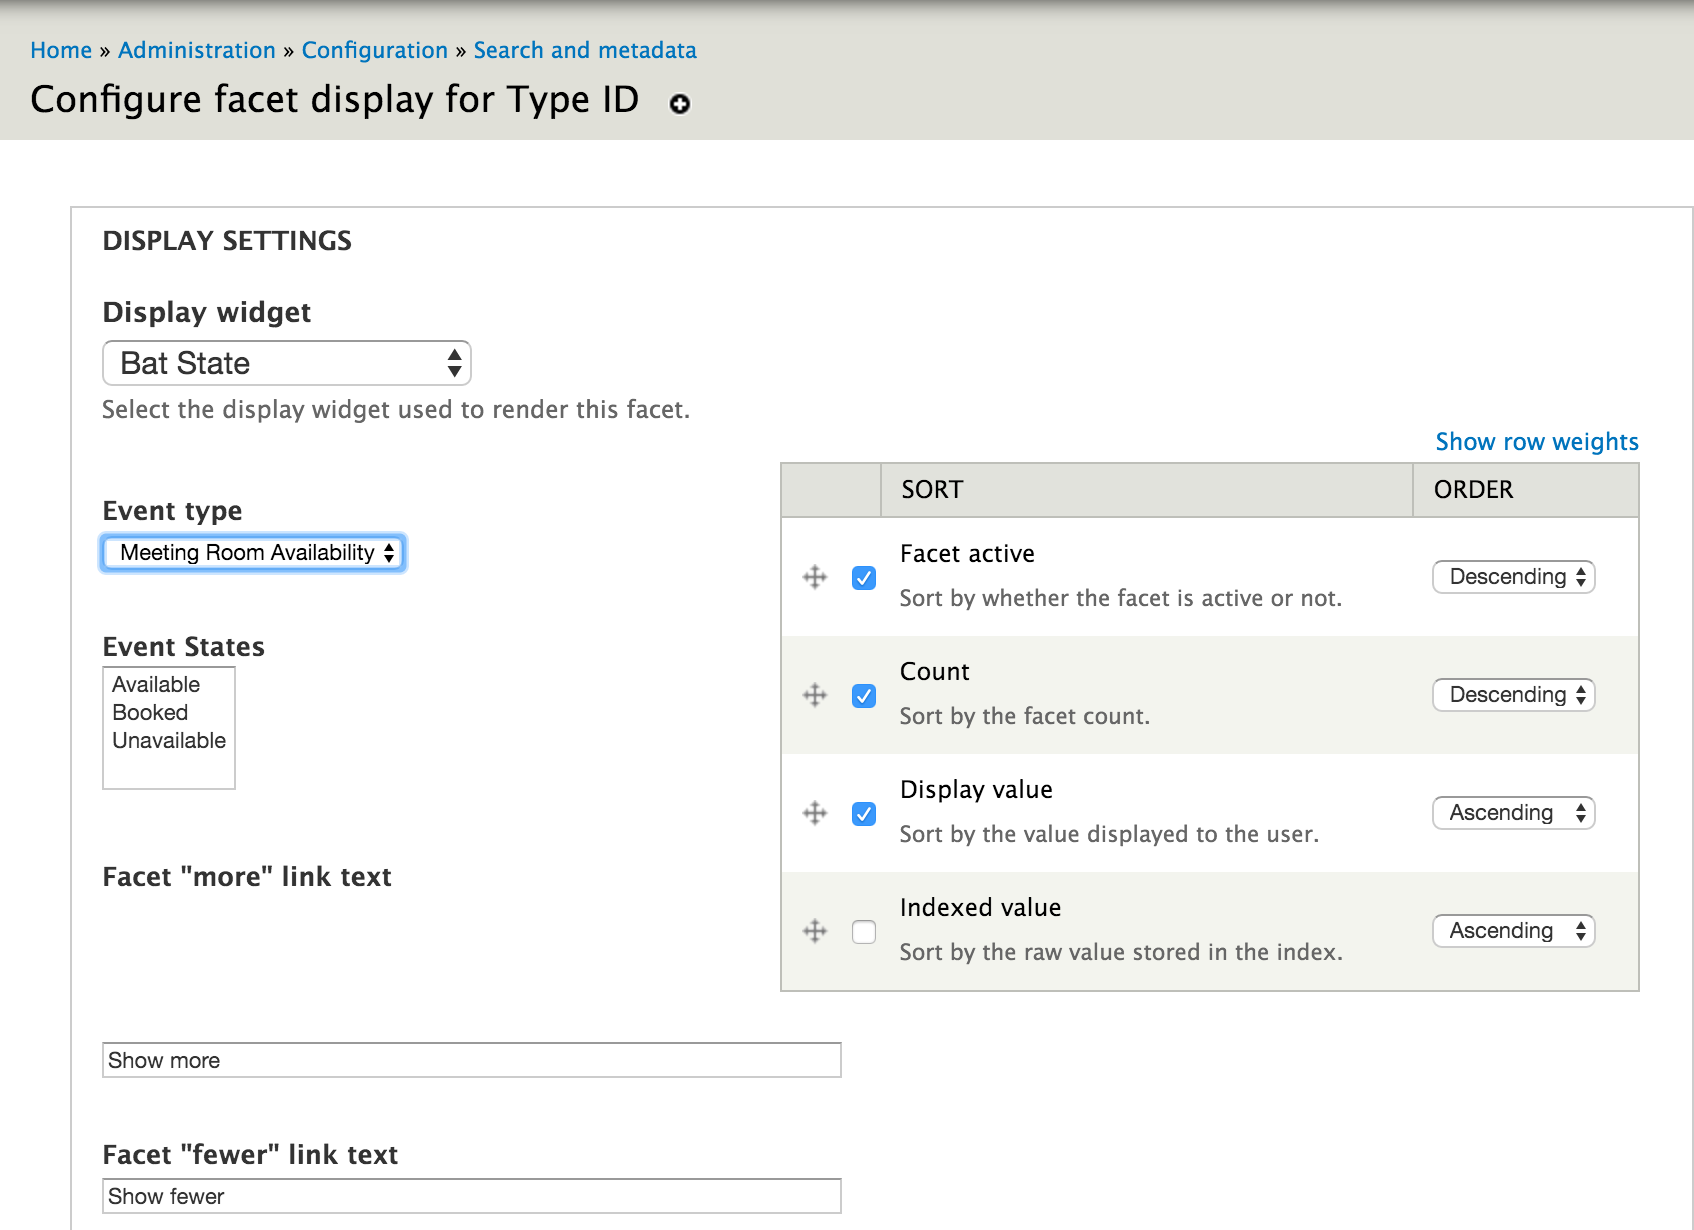 Home » Administration » Configuration » Search and metadata
Configure facet display for Type ID
DISPLAY SETTINGS
Display widget
Bat State
Select the display widget used to render this facet.
Event type
Meeting Room Availability
Event States
Available
Booked
Unavailable
Facet "more" link text
Show more
Facet "fewer" link text
Show fewer
Show row weights
SORT ORDER
Facet active
Sort by whether the facet is active or not.
Descending
Count
Sort by the facet count.
Descending
Display value
Sort by the value displayed to the user.
Ascending
Indexed value
Sort by the raw value stored in the index.
Ascending